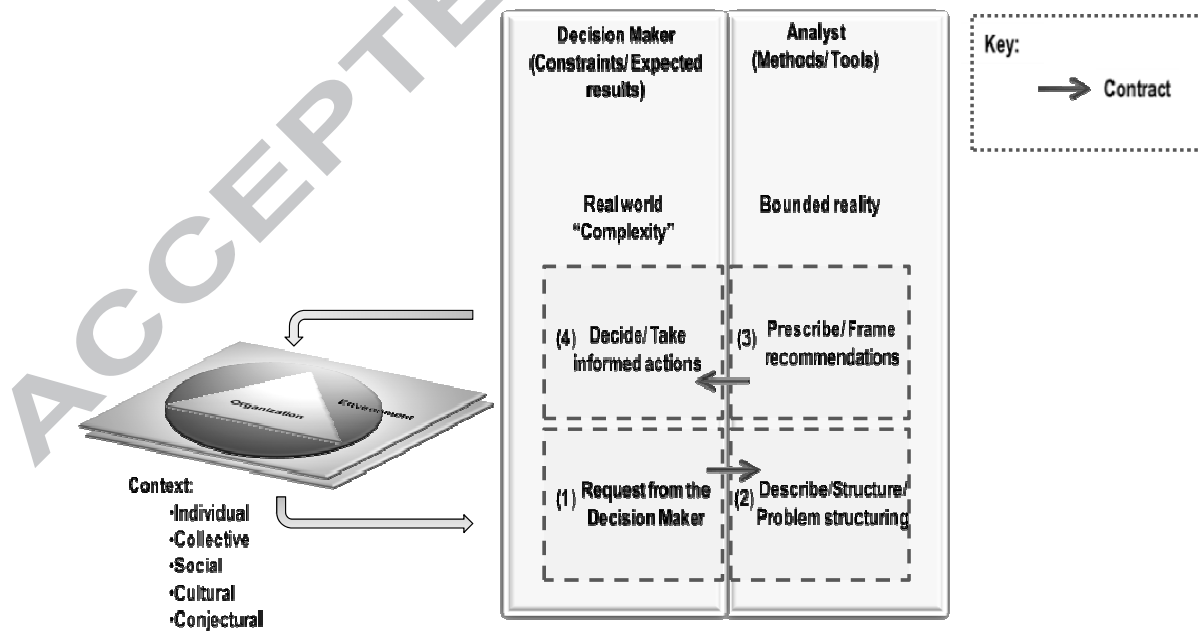 ACCEPTE
Decision Maker
(Constraints/ Expected
results)
Analyst
(Methods/ Tools)
Key:
Contract
Real world
“Complexity”
Bounded reality
(4) Decide/ Take
informed actions
(3) Prescribe/ Frame
recommendations
Organization
Environment
(1) Request from the
Decision Maker
(2) Describe/Structure/
Problem structuring
Context:
•Individual
•Collective
•Social
•Cultural
•Conjectural